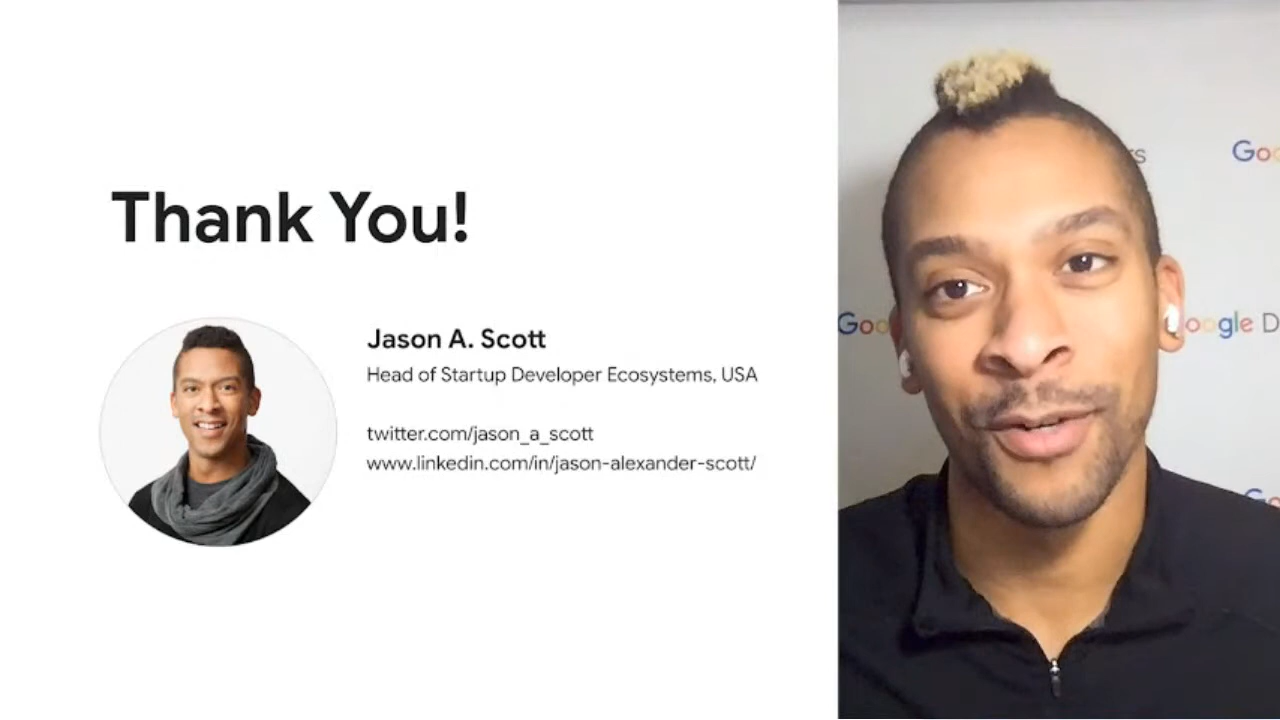 Thank You!
Jason A. Scott
Head of Startup Developer Ecosystems, USA
twitter.com/jason_a_scott
www.linkedin.com/in/jason-alexander-scott/
Google D